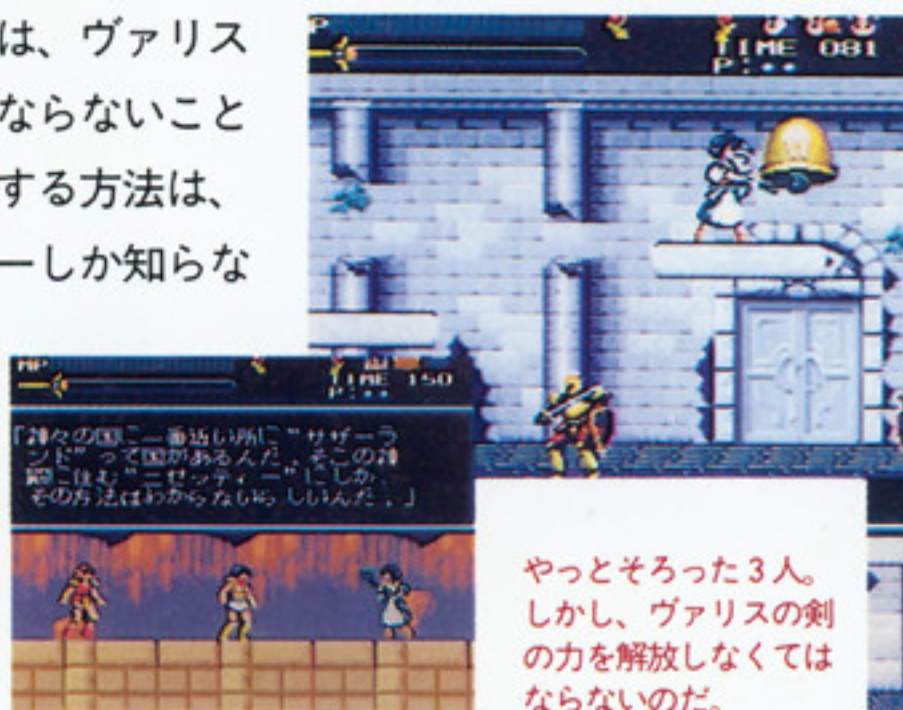 は、ヴァリス
ならないこと
する方法は、
ーしか知らな
P
TIME 081
P:••
MP
TIME 150
P:••
「神々の国に一番近い所に"サザーラ
ンド"って国があるんだ。そこの神
殿に住む"ニゼッティー"にしか、
その方法はわからないらしいんだ。」
やっとそろった3人。
しかし、ヴァリスの剣
の力を解放しなくては
ならないのだ。